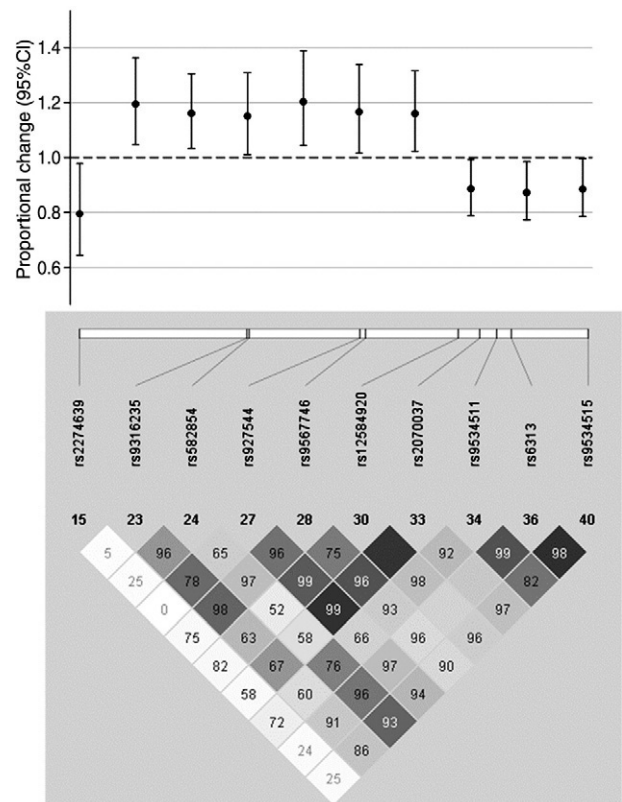 Proportional change (95%CI)
1.4
1.2
1.0
0.8
0.6
rs2274639
rs9316235
rs582854
rs927544
rs9567746
rs12584920
rs2070037
rs9534511
rs6313
rs9534515
15 23 24 27 28 30 33 34 36 40
5 96 65 96 75 92 99 98
25 78 97 99 96 98 82
0 98 52 99 93 97
75 63 58 66 96 96
82 67 76 97 90
58 60 96 94
72 91 93
24 86
25